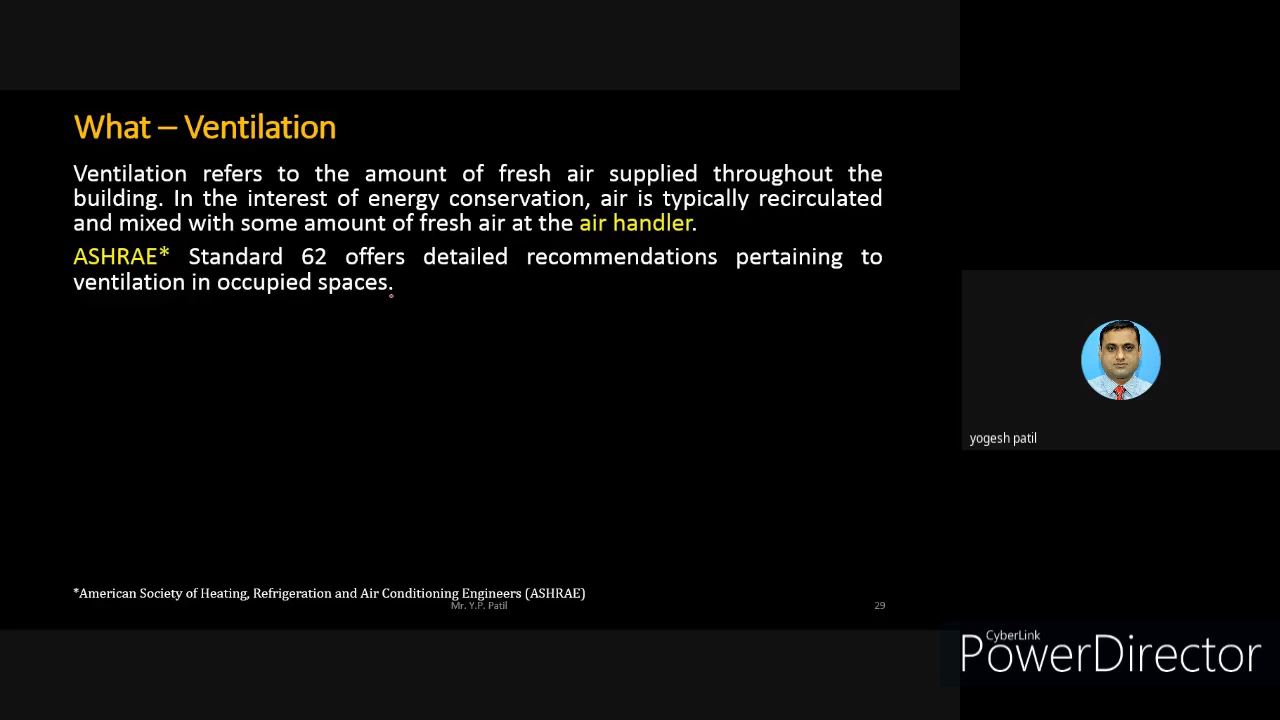 What – Ventilation
Ventilation refers to the amount of fresh air supplied throughout the
building. In the interest of energy conservation, air is typically recirculated
and mixed with some amount of fresh air at the air handler.
ASHRAE* Standard 62 offers detailed recommendations pertaining to
ventilation in occupied spaces.
yogesh patil
*American Society of Heating, Refrigeration and Air Conditioning Engineers (ASHRAE)
Mr. Y.P. Patil
29
CyberLink
PowerDirector